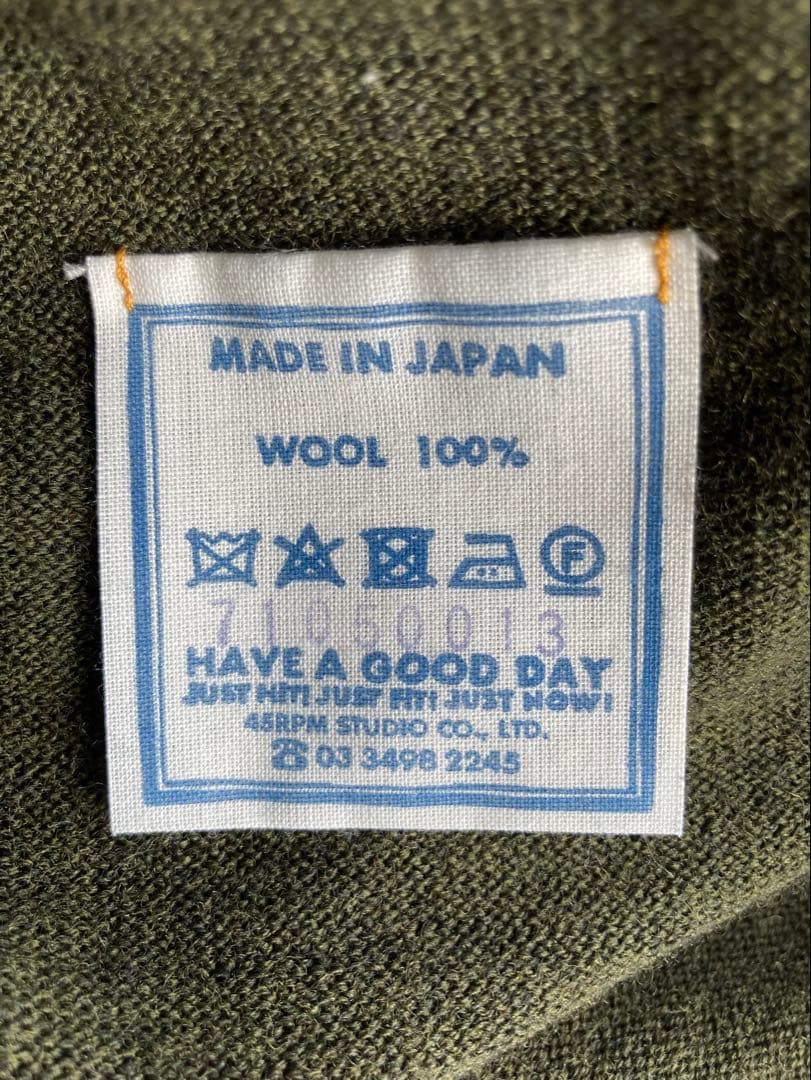 MADE IN JAPAN
WOOL 100%
F
71050013
HAVE A GOOD DAY
JUST HIT! JUST FIT! JUST NOW!
45RPM STUDIO CO., LTD.
☎ 03 3498 2245